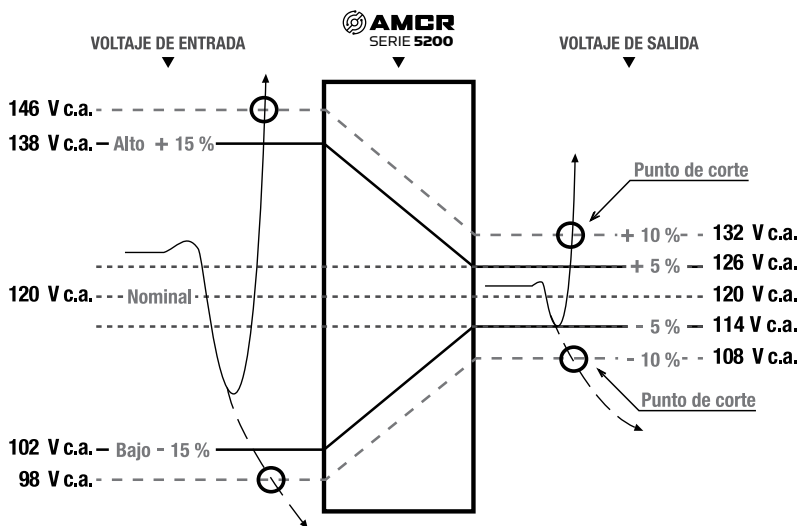 AMCR
SERIE 5200
VOLTAJE DE ENTRADA
VOLTAJE DE SALIDA
146 V c.a.
138 V c.a.
Alto + 15 %
120 V c.a.
Nominal
102 V c.a.
Bajo - 15 %
98 V c.a.
Punto de corte
+ 10 %
132 V c.a.
+ 5 %
126 V c.a.
120 V c.a.
- 5 %
114 V c.a.
- 10 %
108 V c.a.
Punto de corte